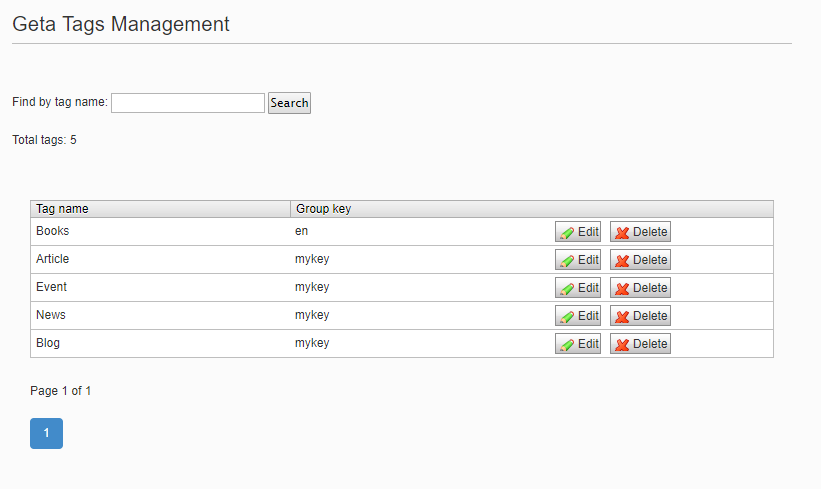 Geta Tags Management
Find by tag name: Search
Total tags: 5
Tag name Group key
Books en Edit Delete
Article mykey Edit Delete
Event mykey Edit Delete
News mykey Edit Delete
Blog mykey Edit Delete
Page 1 of 1
1